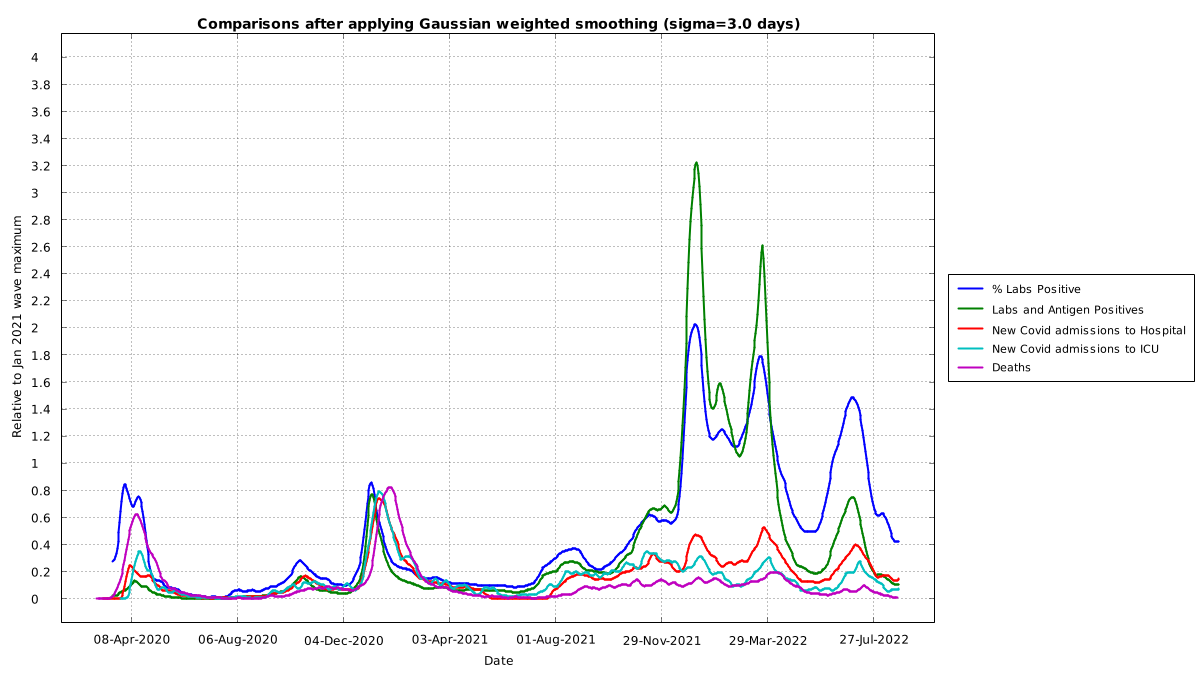 Comparisons after applying Gaussian weighted smoothing (sigma=3.0 days)
4
3.8
3.6
3.4
3.2
3
2.8
2.6
2.4
2.2
2
1.8
1.6
1.4
1.2
1
0.8
0.6
0.4
0.2
0
Relative to Jan 2021 wave maximum
08-Apr-2020
06-Aug-2020
04-Dec-2020
03-Apr-2021
01-Aug-2021
29-Nov-2021
29-Mar-2022
27-Jul-2022
Date
% Labs Positive
Labs and Antigen Positives
New Covid admissions to Hospital
New Covid admissions to ICU
Deaths